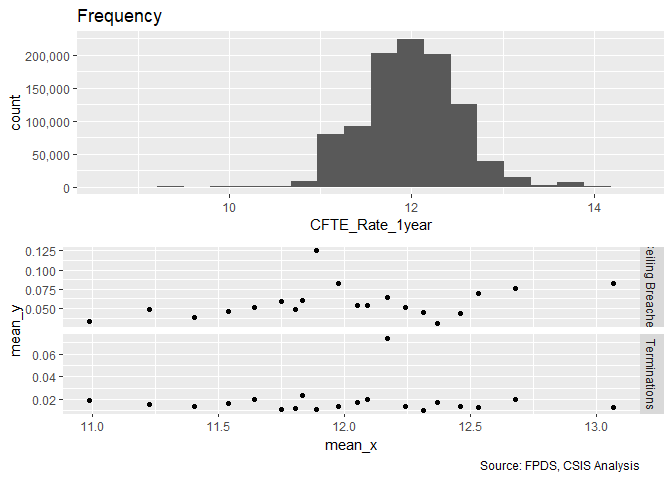 Frequency
200,000
150,000
100,000
50,000
0
count
10
12
14
CFTE_Rate_1year
0.125
0.100
0.075
0.050
Breache
0.06
0.04
0.02
Terminations
mean_y
11.0
11.5
12.0
12.5
13.0
mean_x
Source: FPDS, CSIS Analysis